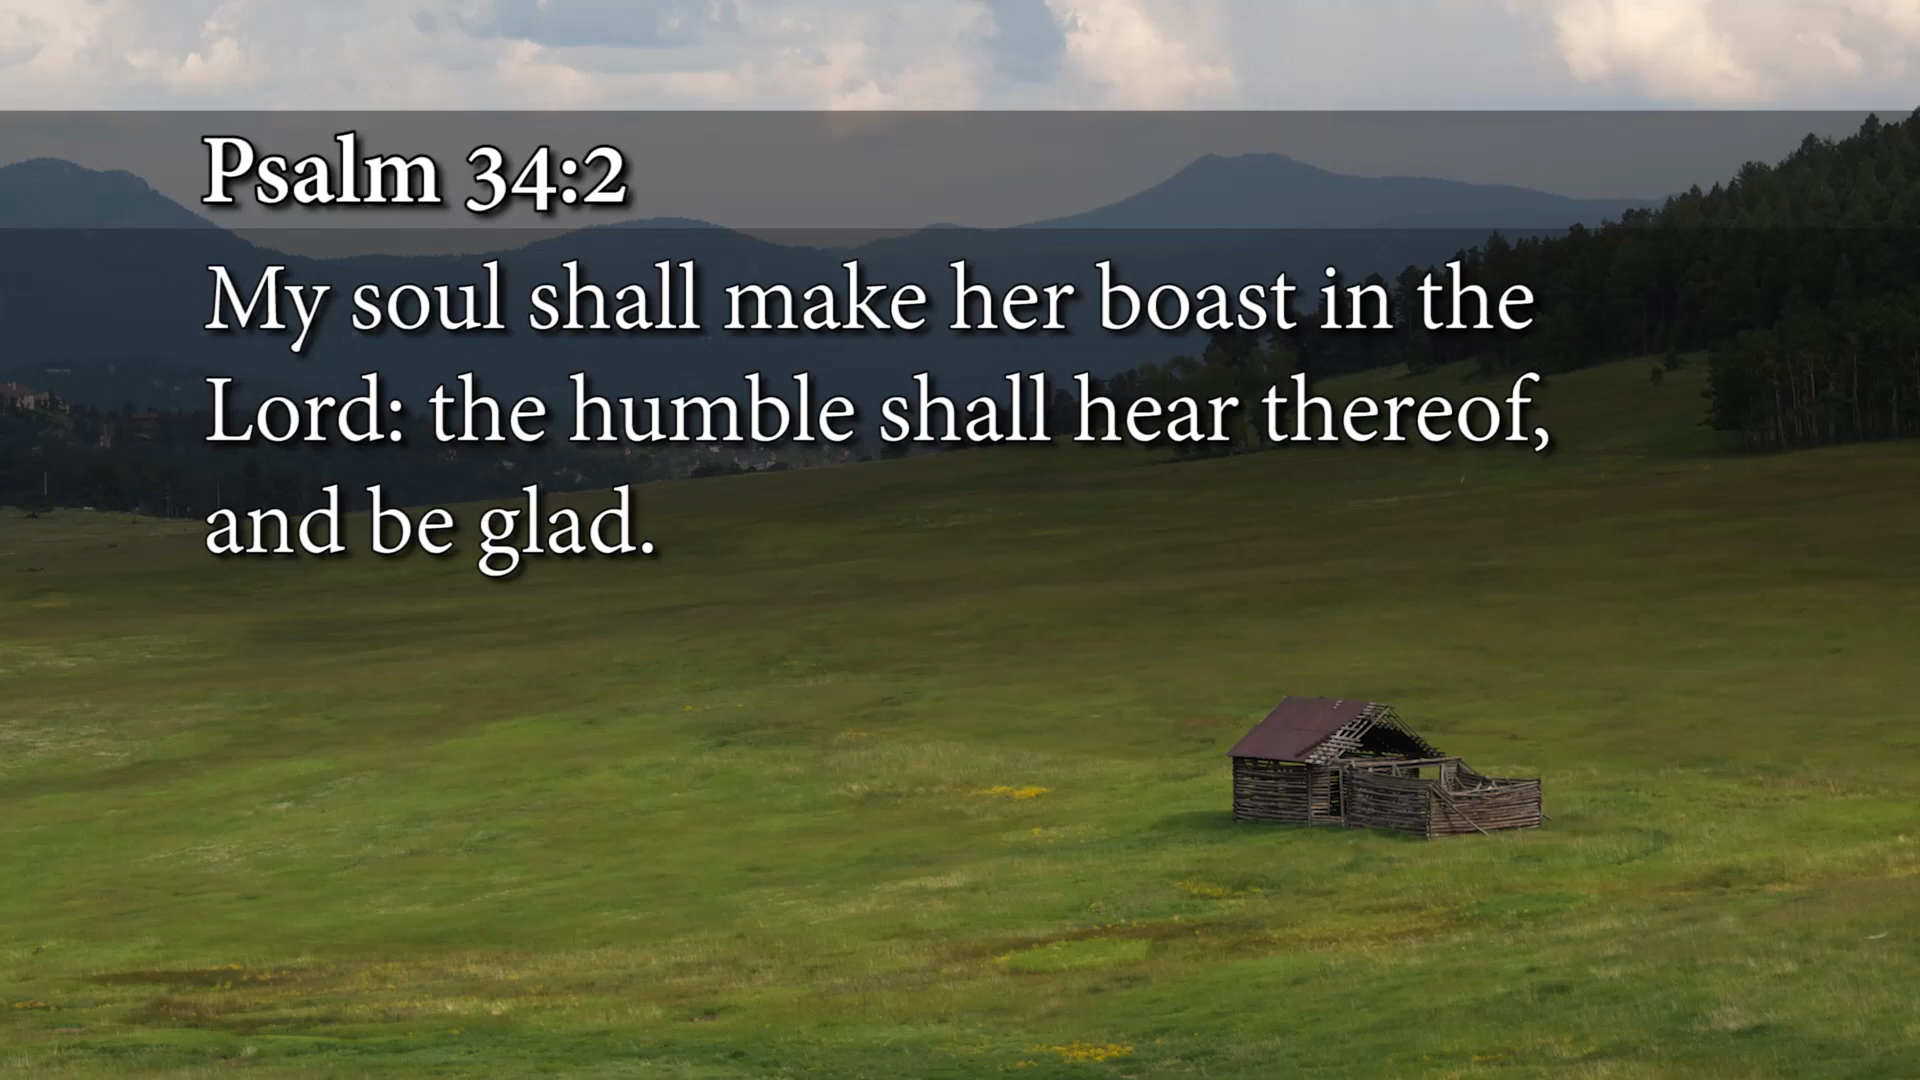 Psalm 34:2
My soul shall make her boast in the
Lord: the humble shall hear thereof,
and be glad.